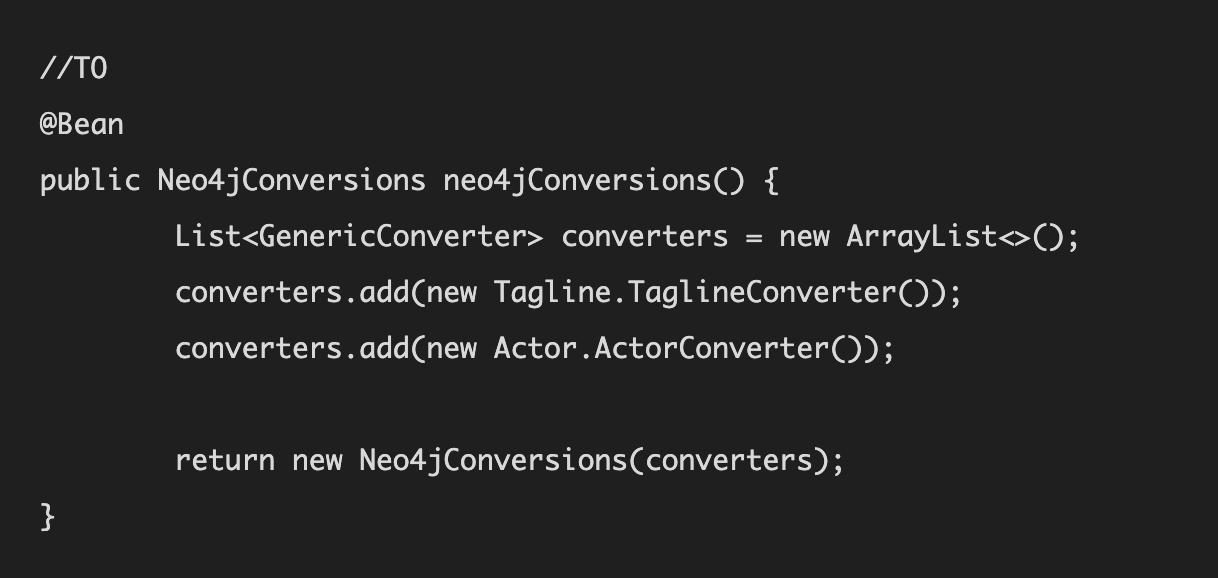 //TO
@Bean
public Neo4jConversions neo4jConversions() {
        List<GenericConverter> converters = new ArrayList<>();
        converters.add(new Tagline.TaglineConverter());
        converters.add(new Actor.ActorConverter());

        return new Neo4jConversions(converters);
}